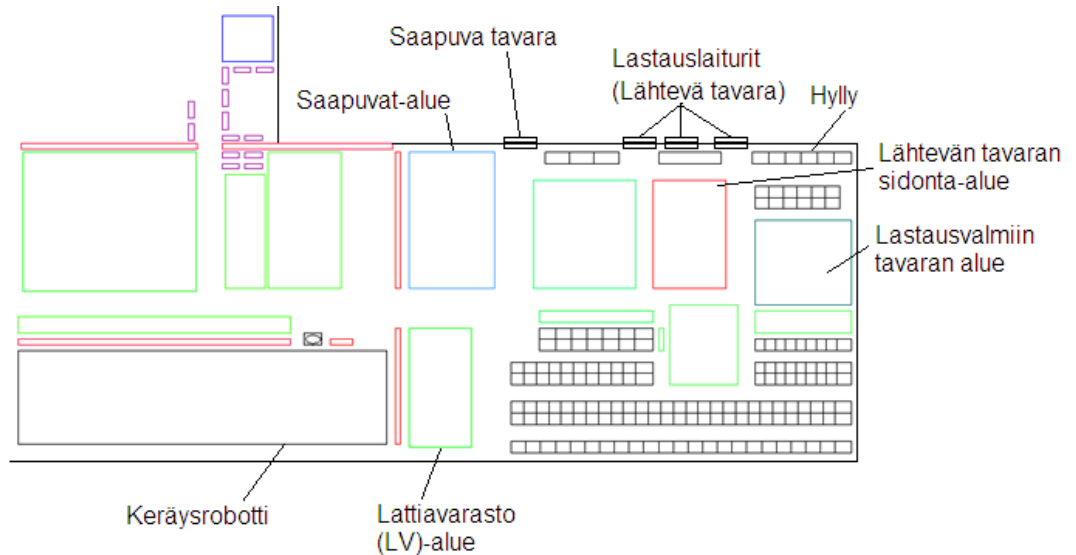 Saapuva tavara
Lastauslaiturit
(Lähtevä tavara)
Saapuvat-alue
Hylly
Lähtevän tavaran
sidonta-alue
Lastausvalmiin
tavaran alue
Keräysrobotti
Lattiavarasto
(LV)-alue